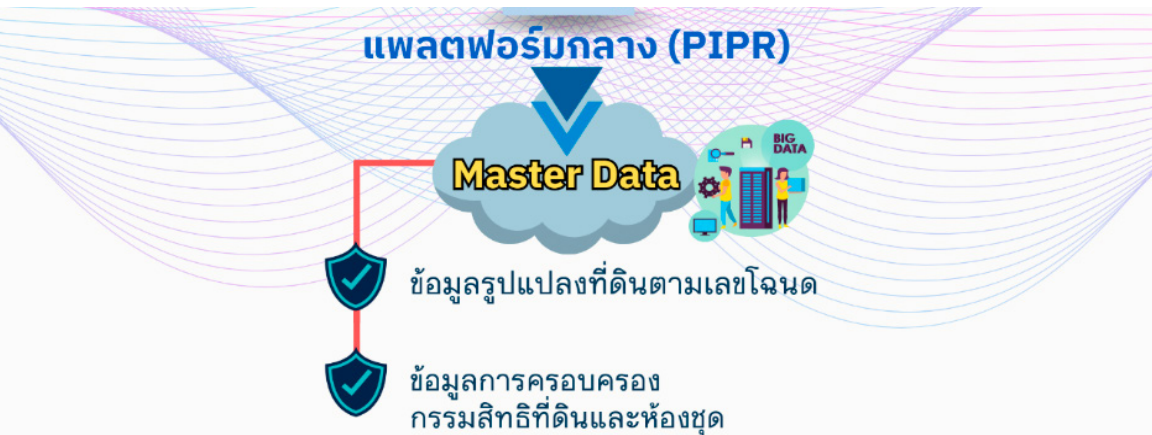 แพลตฟอร์มกลาง (PIPR)
Master Data
BIG
DATA
ข้อมูลรูปแปลงที่ดินตามเลขโฉนด
ข้อมูลการครอบครอง
กรรมสิทธิที่ดินและห้องชุด